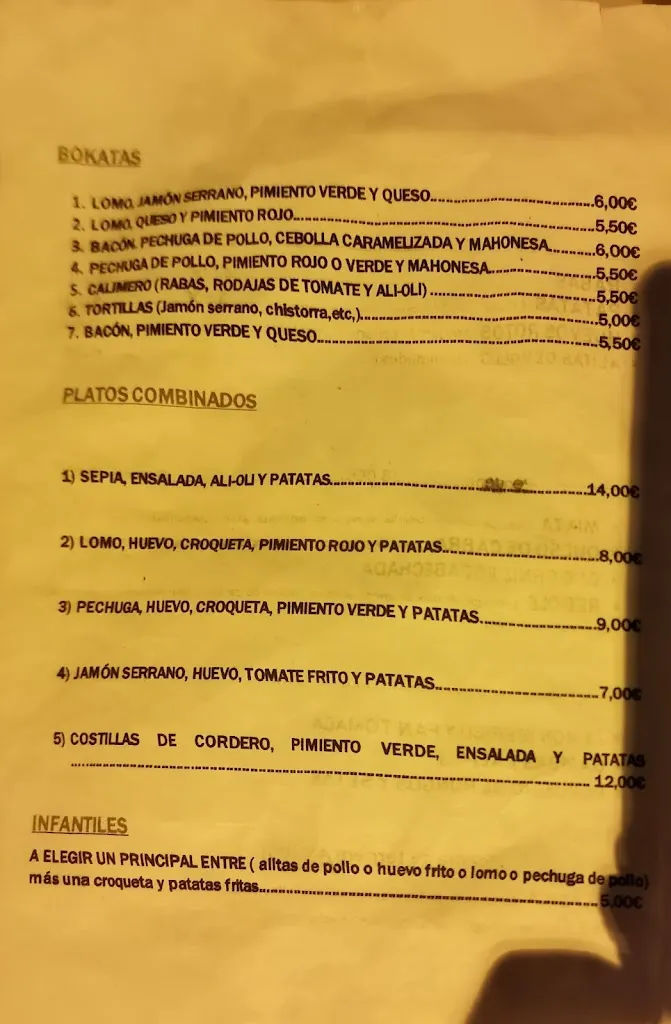 BOKATAS
1. LOMO, JAMÓN SERRANO, PIMIENTO VERDE Y QUESO............6,00€
2. LOMO, QUESO Y PIMIENTO ROJO............5,50€
3. BACÓN, PECHUGA DE POLLO, CEBOLLA CARAMELIZADA Y MAHONESA............6,00€
4. PECHUGA DE POLLO, PIMIENTO ROJO O VERDE Y MAHONESA............5,50€
5. CALIMERO (RABAS, RODAJAS DE TOMATE Y ALI-OLI)............5,50€
6. TORTILLAS (Jamón serrano, chistorra,etc,)............5,00€
7. BACÓN, PIMIENTO VERDE Y QUESO............5,50€
PLATOS COMBINADOS
1) SEPIA, ENSALADA, ALI-OLI Y PATATAS............14,00€
2) LOMO, HUEVO, CROQUETA, PIMIENTO ROJO Y PATATAS............8,00€
3) PECHUGA, HUEVO, CROQUETA, PIMIENTO VERDE Y PATATAS............9,00€
4) JAMÓN SERRANO, HUEVO, TOMATE FRITO Y PATATAS............7,00€
5) COSTILLAS DE CORDERO, PIMIENTO VERDE, ENSALADA Y PATATAS
............12,00€
INFANTILES
A ELEGIR UN PRINCIPAL ENTRE ( alitas de pollo o huevo frito o lomo o pechuga de pollo)
más una croqueta y patatas fritas............5,00€